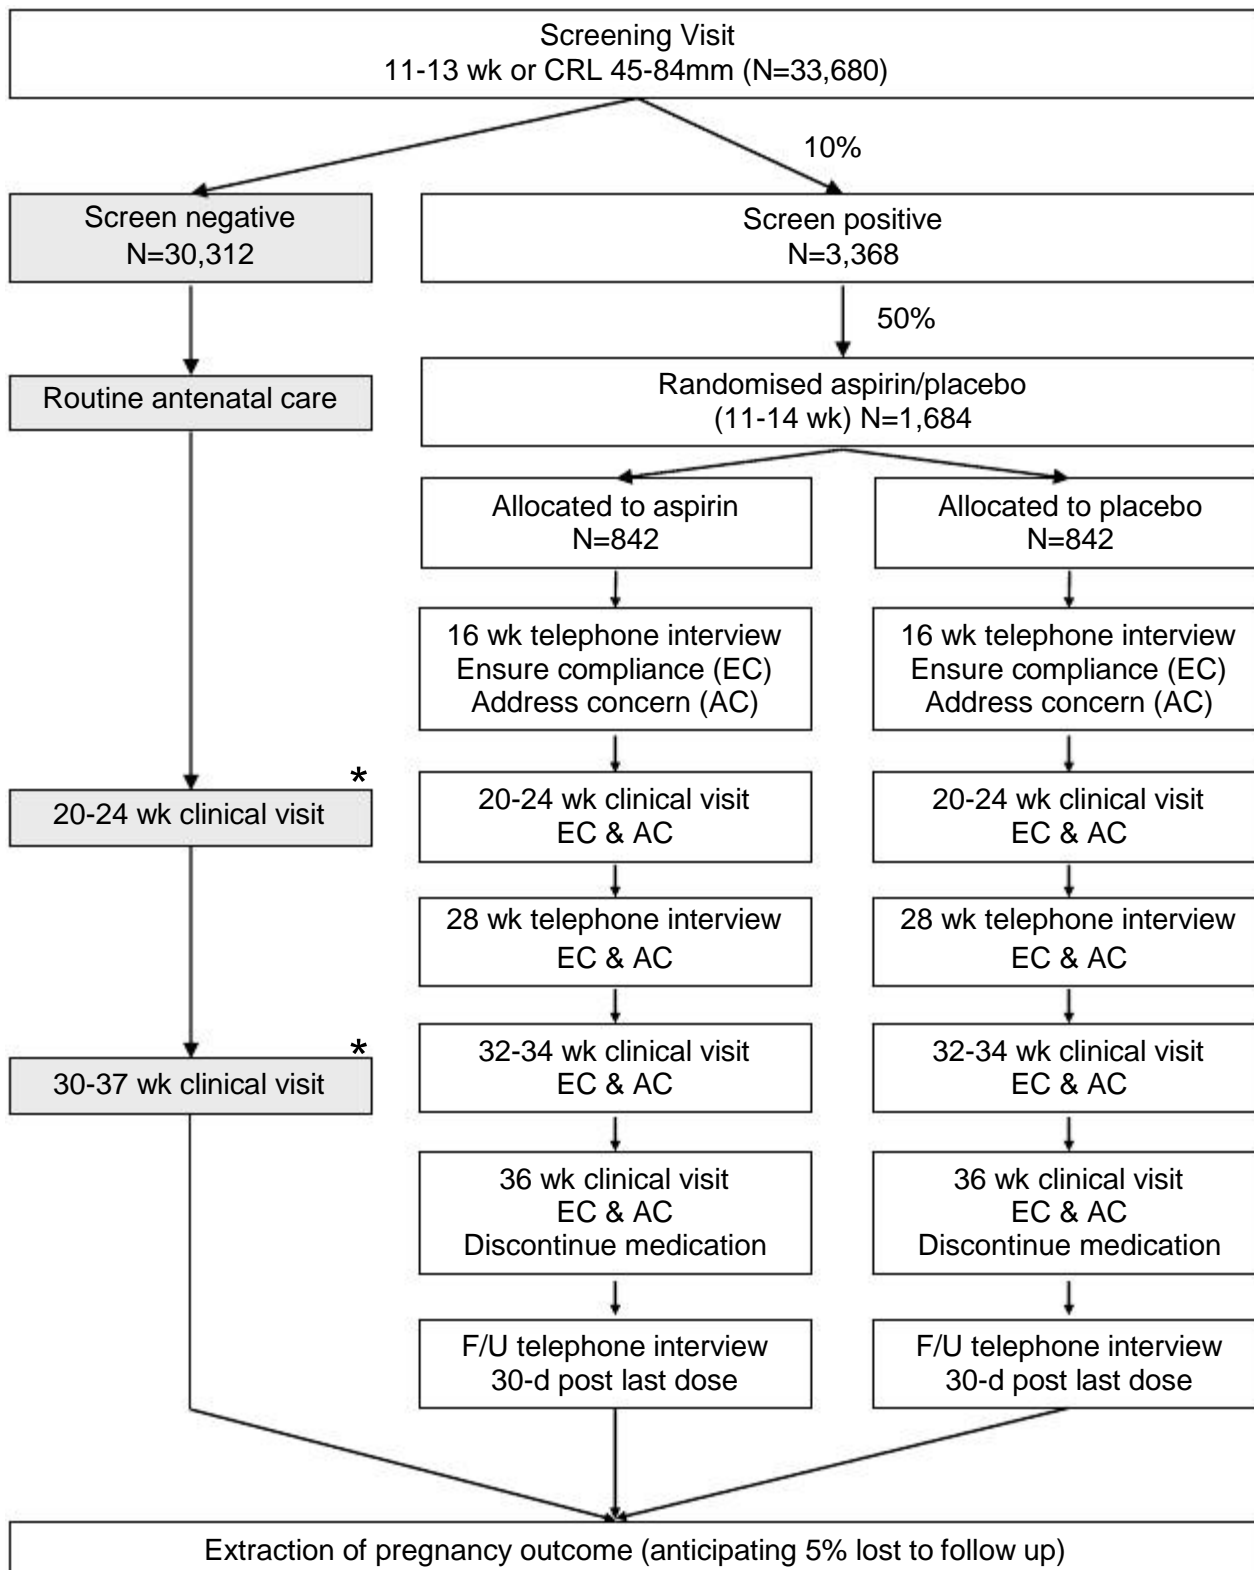 Screening Visit
11-13 wk or CRL 45-84mm (N=33,680)
10%
Screen negative
N=30,312
Screen positive
N=3,368
50%
Routine antenatal care
Randomised aspirin/placebo
(11-14 wk) N=1,684
Allocated to aspirin
N=842
Allocated to placebo
N=842
16 wk telephone interview
Ensure compliance (EC)
Address concern (AC)
16 wk telephone interview
Ensure compliance (EC)
Address concern (AC)
*
20-24 wk clinical visit
20-24 wk clinical visit
EC & AC
20-24 wk clinical visit
EC & AC
28 wk telephone interview
EC & AC
28 wk telephone interview
EC & AC
*
30-37 wk clinical visit
32-34 wk clinical visit
EC & AC
32-34 wk clinical visit
EC & AC
36 wk clinical visit
EC & AC
Discontinue medication
36 wk clinical visit
EC & AC
Discontinue medication
F/U telephone interview
30-d post last dose
F/U telephone interview
30-d post last dose
Extraction of pregnancy outcome (anticipating 5% lost to follow up)